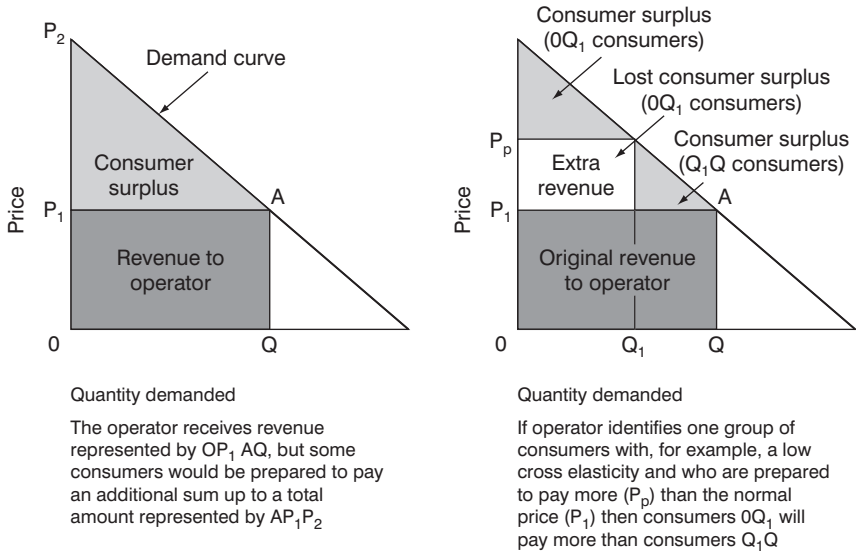 P2
Demand curve
Consumer
surplus
A
P1
Price
Revenue to
operator
0
Q
Quantity demanded
The operator receives revenue
represented by OP1 AQ, but some
consumers would be prepared to pay
an additional sum up to a total
amount represented by AP1P2
Consumer surplus
(0Q1 consumers)
Lost consumer surplus
(0Q1 consumers)
Consumer surplus
(Q1Q consumers)
Pp
Extra
revenue
A
P1
Price
Original revenue
to operator
0
Q1
Q
Quantity demanded
If operator identifies one group of
consumers with, for example, a low
cross elasticity and who are prepared
to pay more (Pp) than the normal
price (P1) then consumers 0Q1 will
pay more than consumers Q1Q